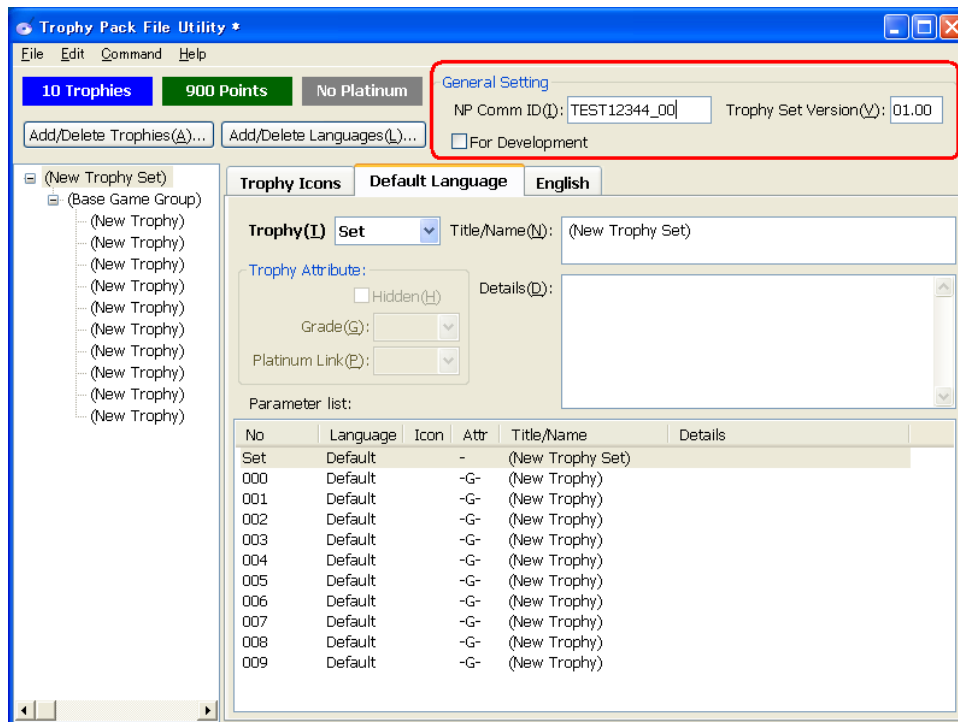 Trophy Pack File Utility *
File Edit Command Help
10 Trophies 900 Points No Platinum
General Setting
NP Comm ID(I): TEST12344_00 Trophy Set Version(V): 01.00
For Development
Add/Delete Trophies(A)... Add/Delete Languages(L)...
(New Trophy Set)
(Base Game Group)
(New Trophy)
(New Trophy)
(New Trophy)
(New Trophy)
(New Trophy)
(New Trophy)
(New Trophy)
(New Trophy)
(New Trophy)
(New Trophy)
Trophy Icons Default Language English
Trophy(T) Set Title/Name(N): (New Trophy Set)
Trophy Attribute:
Hidden(H)
Grade(G):
Platinum Link(P):
Details(D):
Parameter list:
No Language Icon Attr Title/Name Details
Set Default - (New Trophy Set)
000 Default -G- (New Trophy)
001 Default -G- (New Trophy)
002 Default -G- (New Trophy)
003 Default -G- (New Trophy)
004 Default -G- (New Trophy)
005 Default -G- (New Trophy)
006 Default -G- (New Trophy)
007 Default -G- (New Trophy)
008 Default -G- (New Trophy)
009 Default -G- (New Trophy)